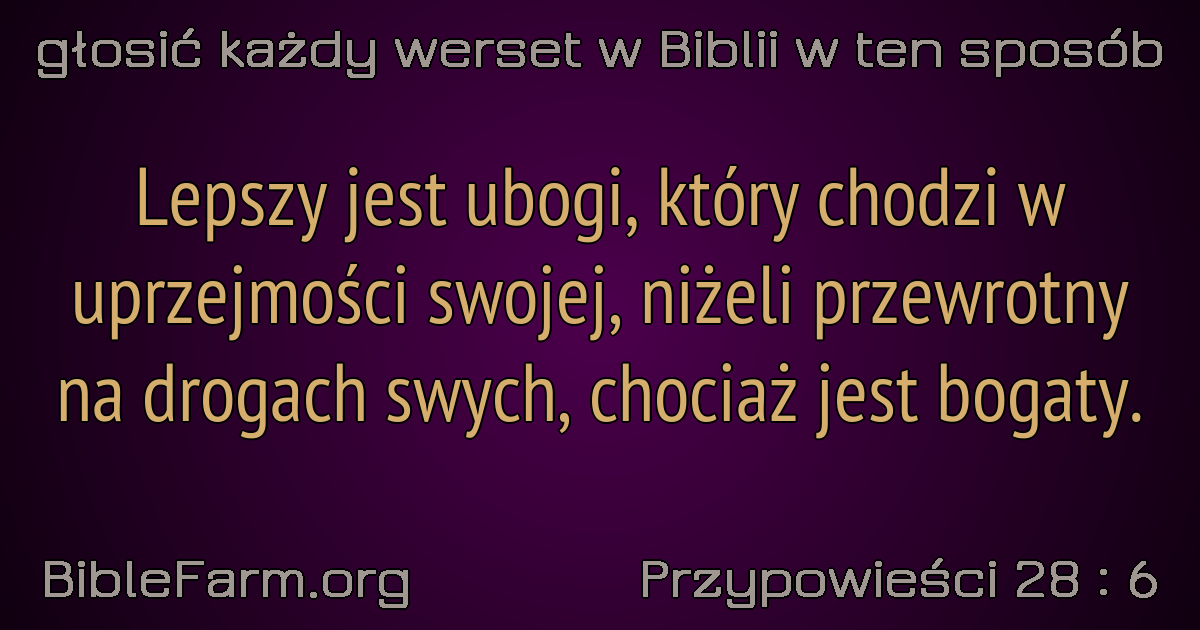 głosić każdy werset w Biblii w ten sposób
Lepszy jest ubogi, który chodzi w
uprzejmości swojej, niżeli przewrotny
na drogach swych, chociaż jest bogaty.
BibleFarm.org
Przypowieści 28 : 6